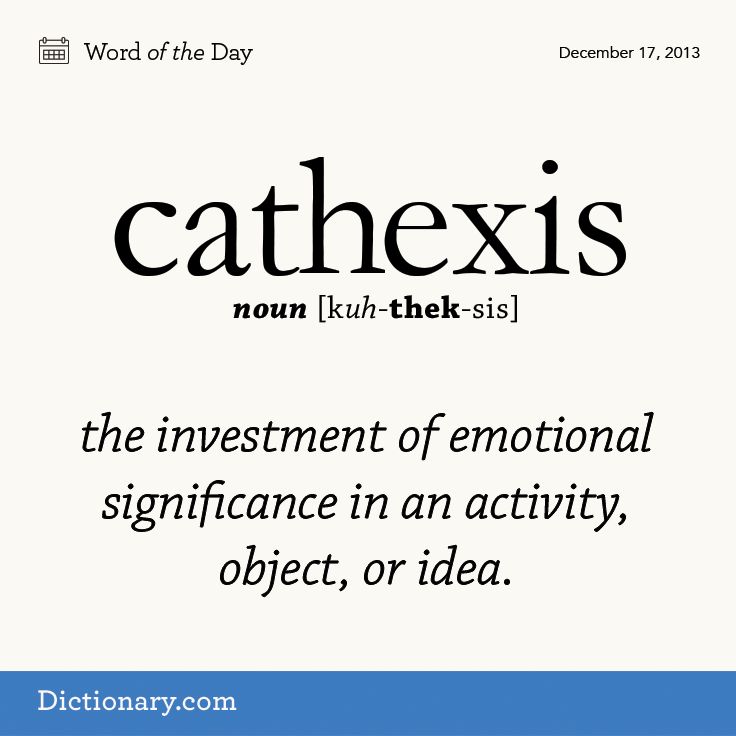 Word of the Day
December 17, 2013
cathexis
noun [kuh-thek-sis]
the investment of emotional
significance in an activity,
object, or idea.
Dictionary.com